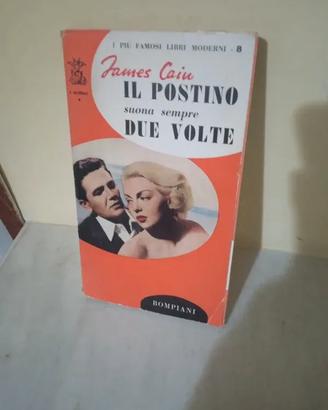 I PIÙ FAMOSI LIBRI MODERNI - 8
James Cain
IL POSTINO
suona sempre
DUE VOLTE
BOMPIANI